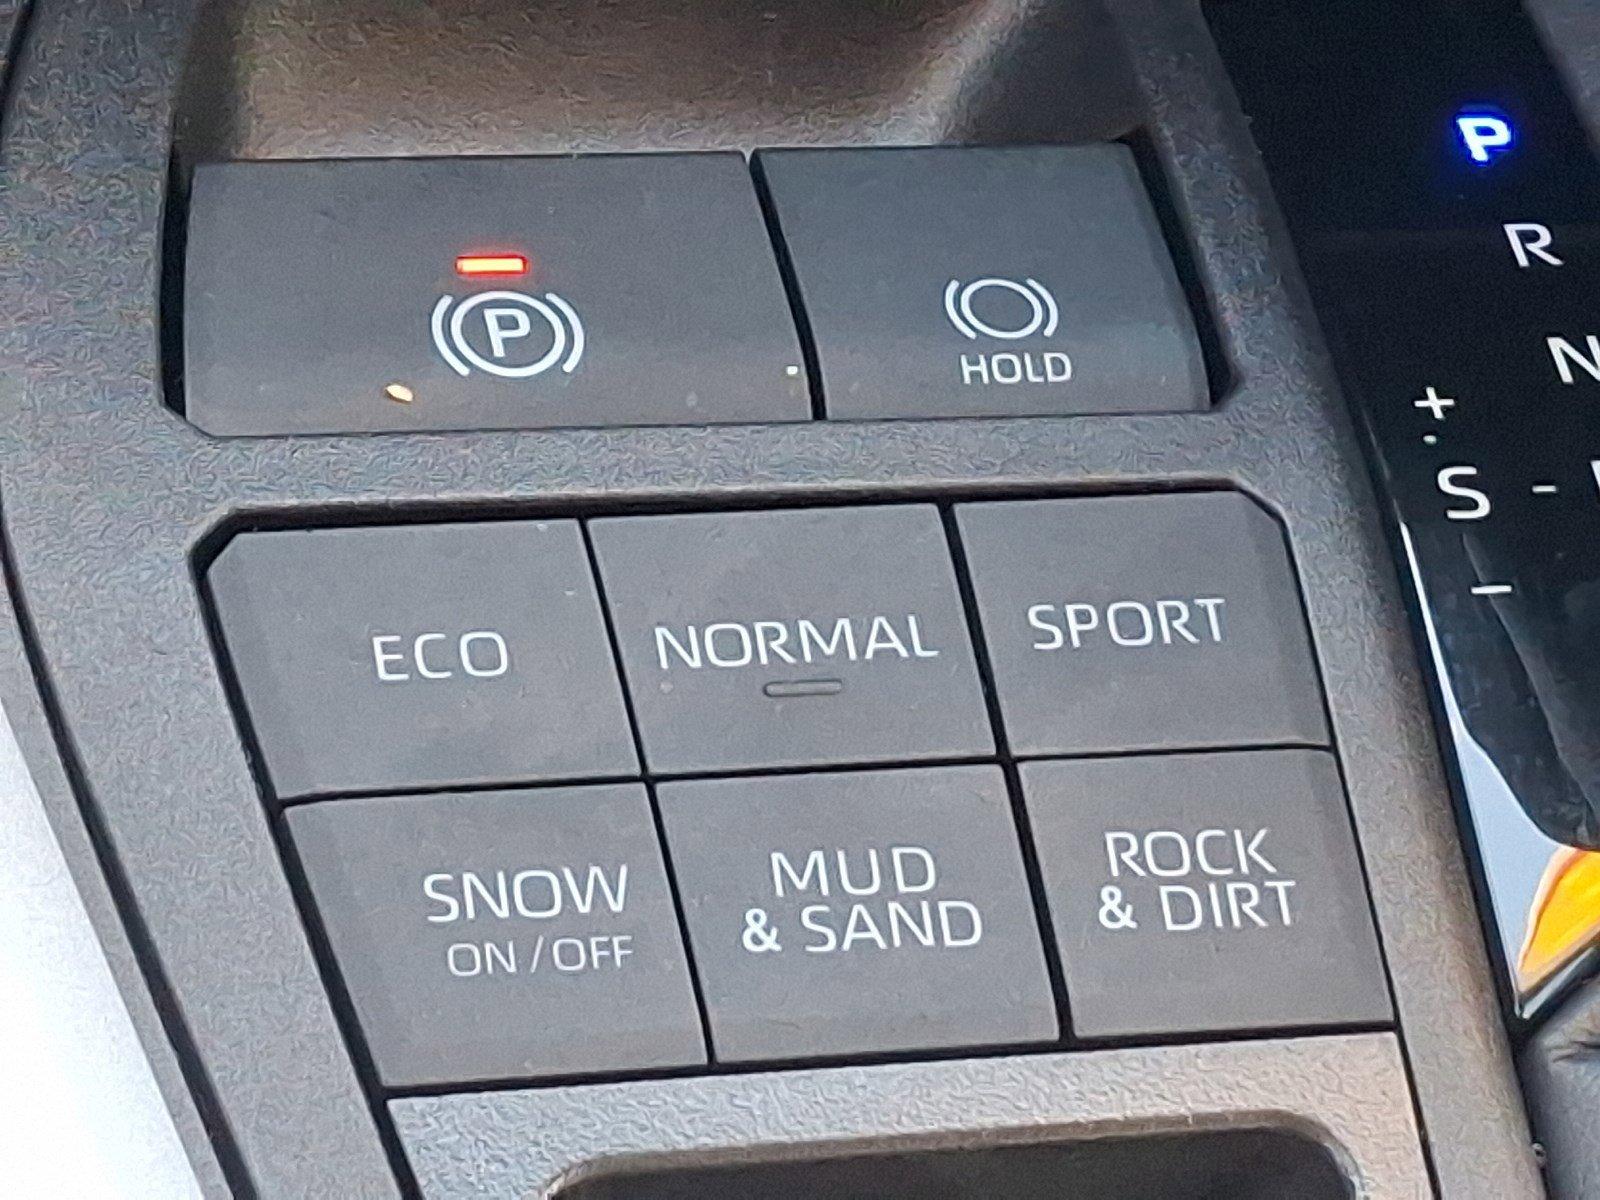 P
P
R
HOLD
N
+
S -
-
ECO
NORMAL
SPORT
SNOW
ON / OFF
MUD
& SAND
ROCK
& DIRT